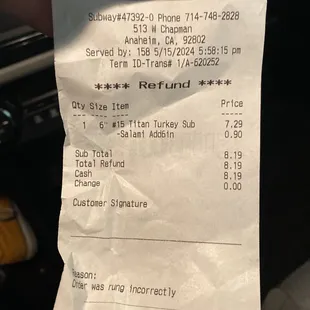 Subway#47392-0 Phone 714-748-2828
513 W Chapman
Anaheim, CA, 92802
Served by: 158 5/15/2024 5:58:15 pm
Term ID-Trans# 1/A-620252
**** Refund ****
Qty Size Item Price
--- ---- ---- -----
1 6" #15 Titan Turkey Sub 7.29
-Salami Add6in 0.90
Sub Total 8.19
Total Refund 8.19
Cash 8.19
Change 0.00
Customer Signature
Reason:
Order was rung incorrectly